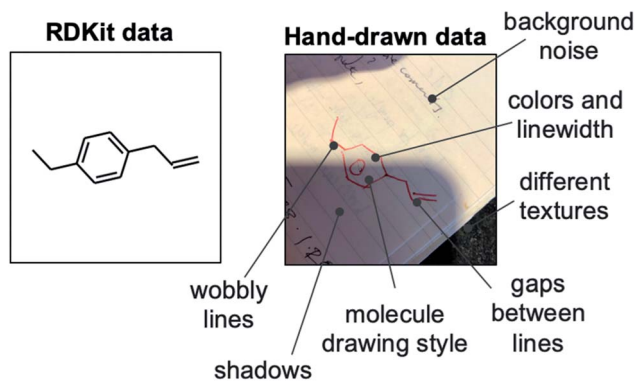 RDKit data
Hand-drawn data
background
noise
colors and
linewidth
different
textures
gaps
between
lines
wobbly
lines
molecule
drawing style
shadows